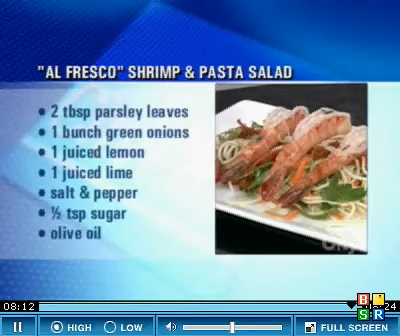 "AL FRESCO" SHRIMP & PASTA SALAD
• 2 tbsp parsley leaves
• 1 bunch green onions
• 1 juiced lemon
• 1 juiced lime
• salt & pepper
• ½ tsp sugar
• olive oil
08:12
24
B S R
HIGH LOW FULL SCREEN